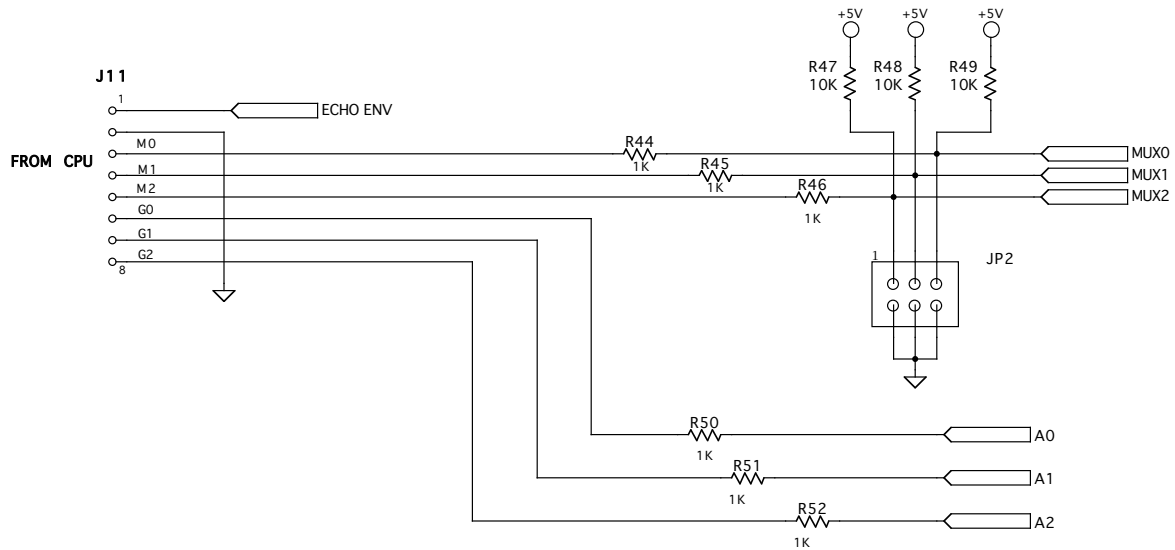 +5V
+5V
+5V
R47
10K
R48
10K
R49
10K
J11
1
ECHO ENV
FROM CPU
M0
R44
1K
MUX0
M1
R45
1K
MUX1
M2
R46
1K
MUX2
G0
G1
G2
8
1
JP2
R50
1K
A0
R51
1K
A1
R52
1K
A2